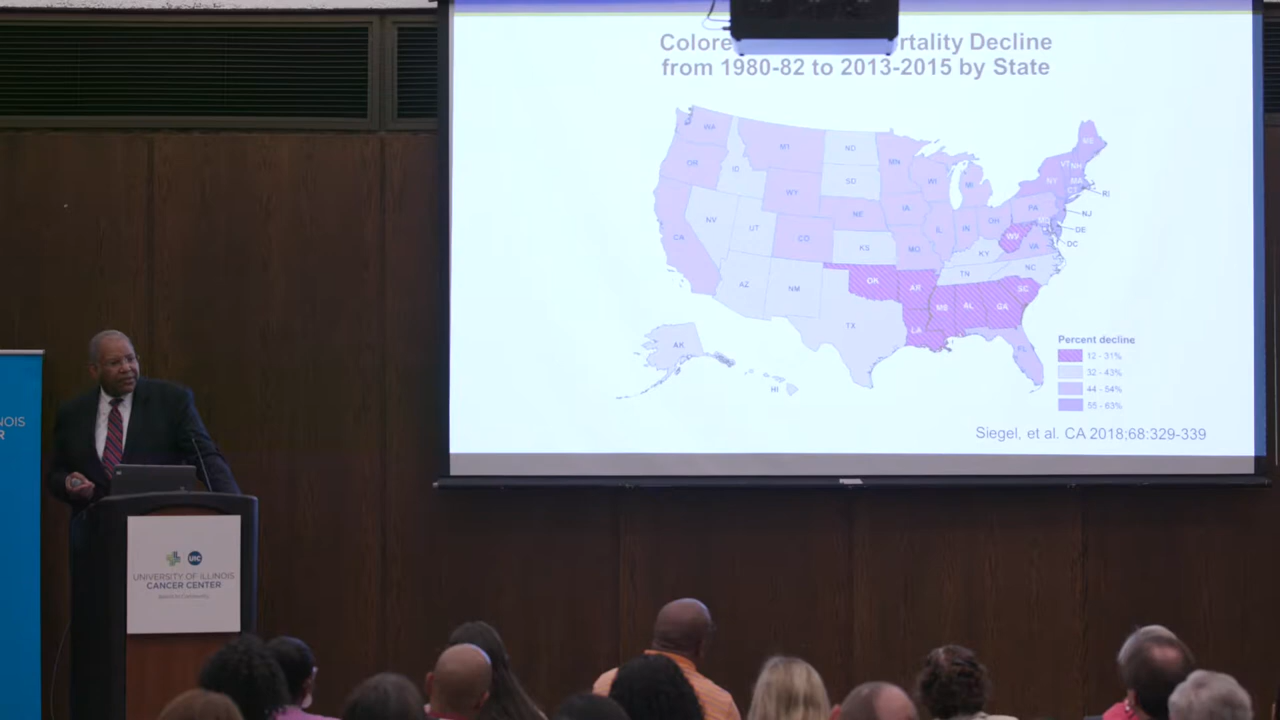 Colore rtality Decline
from 1980-82 to 2013-2015 by State
WA
MT
ND
MN
ME
OR
ID
SD
WI
MI
VT
NH
NY
MA
CT
RI
WY
NE
IA
PA
NJ
NV
UT
CO
IL
IN
OH
DE
CA
KS
MO
WV
VA
DC
KY
AZ
NM
OK
AR
TN
NC
SC
MS
AL
GA
TX
LA
FL
AK
HI
Percent decline
12 - 31%
32 - 43%
44 - 54%
55 - 63%
Siegel, et al. CA 2018;68:329-339
NOIS
R
UIC
UNIVERSITY OF ILLINOIS
CANCER CENTER